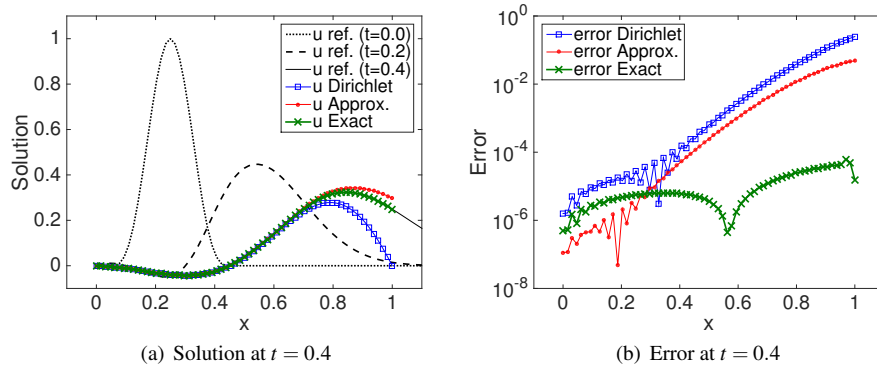 1
0.8
0.6
0.4
0.2
0
Solution
0 0.2 0.4 0.6 0.8 1
x
u ref. (t=0.0)
u ref. (t=0.2)
u ref. (t=0.4)
u Dirichlet
u Approx.
u Exact
(a) Solution at t = 0.4
10^0
10^-2
10^-4
10^-6
10^-8
Error
0 0.2 0.4 0.6 0.8 1
x
error Dirichlet
error Approx.
error Exact
(b) Error at t = 0.4